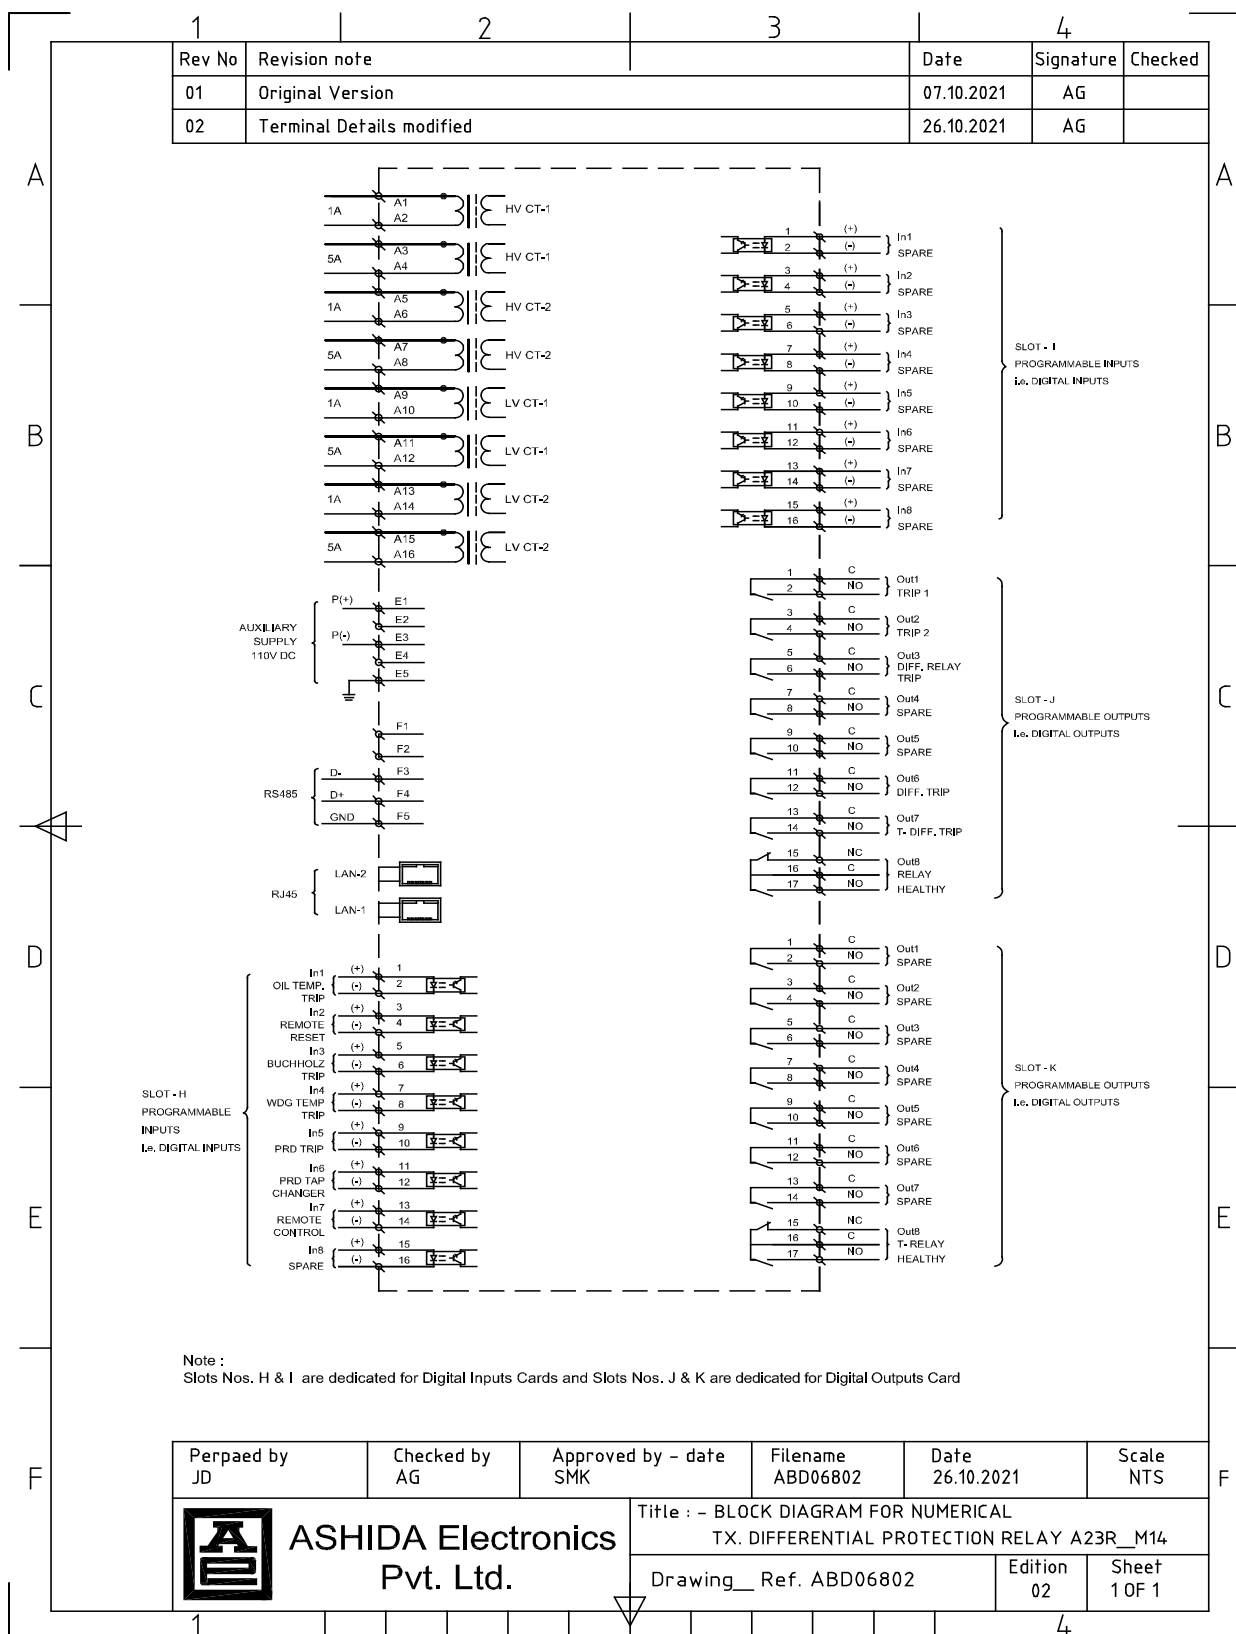 1 2 3 4
Rev No Revision note Date Signature Checked
01 Original Version 07.10.2021 AG
02 Terminal Details modified 26.10.2021 AG
A A
B B
C C
D D
E E
F F
1A A1 A2 HV CT-1
5A A3 A4 HV CT-1
1A A5 A6 HV CT-2
5A A7 A8 HV CT-2
1A A9 A10 LV CT-1
5A A11 A12 LV CT-1
1A A13 A14 LV CT-2
5A A15 A16 LV CT-2
AUXILIARY
SUPPLY
110V DC
P(+) E1
E2
P(-) E3
E4
E5
F1
F2
RS485
D- F3
D+ F4
GND F5
RJ45
LAN-2
LAN-1
SLOT - H
PROGRAMMABLE
INPUTS
i.e. DIGITAL INPUTS
In1 (+) 1
OIL TEMP. (-) 2
TRIP
In2 (+) 3
REMOTE (-) 4
RESET
In3 (+) 5
BUCHHOLZ (-) 6
TRIP
In4 (+) 7
WDG TEMP (-) 8
TRIP
In5 (+) 9
PRD TRIP (-) 10
In6 (+) 11
PRD TAP (-) 12
CHANGER
In7 (+) 13
REMOTE (-) 14
CONTROL
In8 (+) 15
SPARE (-) 16
1 (+) In1
2 (-) SPARE
3 (+) In2
4 (-) SPARE
5 (+) In3
6 (-) SPARE
7 (+) In4
8 (-) SPARE
9 (+) In5
10 (-) SPARE
11 (+) In6
12 (-) SPARE
13 (+) In7
14 (-) SPARE
15 (+) In8
16 (-) SPARE
SLOT - I
PROGRAMMABLE INPUTS
i.e. DIGITAL INPUTS
1 C Out1
2 NO TRIP 1
3 C Out2
4 NO TRIP 2
5 C Out3
6 NO DIFF. RELAY
TRIP
7 C Out4
8 NO SPARE
9 C Out5
10 NO SPARE
11 C Out6
12 NO DIFF. TRIP
13 C Out7
14 NO T- DIFF. TRIP
15 NC Out8
16 C RELAY
17 NO HEALTHY
SLOT - J
PROGRAMMABLE OUTPUTS
i.e. DIGITAL OUTPUTS
1 C Out1
2 NO SPARE
3 C Out2
4 NO SPARE
5 C Out3
6 NO SPARE
7 C Out4
8 NO SPARE
9 C Out5
10 NO SPARE
11 C Out6
12 NO SPARE
13 C Out7
14 NO SPARE
15 NC Out8
16 C T- RELAY
17 NO HEALTHY
SLOT - K
PROGRAMMABLE OUTPUTS
i.e. DIGITAL OUTPUTS
Note :
Slots Nos. H & I are dedicated for Digital Inputs Cards and Slots Nos. J & K are dedicated for Digital Outputs Card
Perpaed by Checked by Approved by - date Filename Date Scale
JD AG SMK ABD06802 26.10.2021 NTS
ASHIDA Electronics
Pvt. Ltd.
Title : - BLOCK DIAGRAM FOR NUMERICAL
TX. DIFFERENTIAL PROTECTION RELAY A23R__M14
Drawing__ Ref. ABD06802
Edition Sheet
02 1 OF 1
1 4